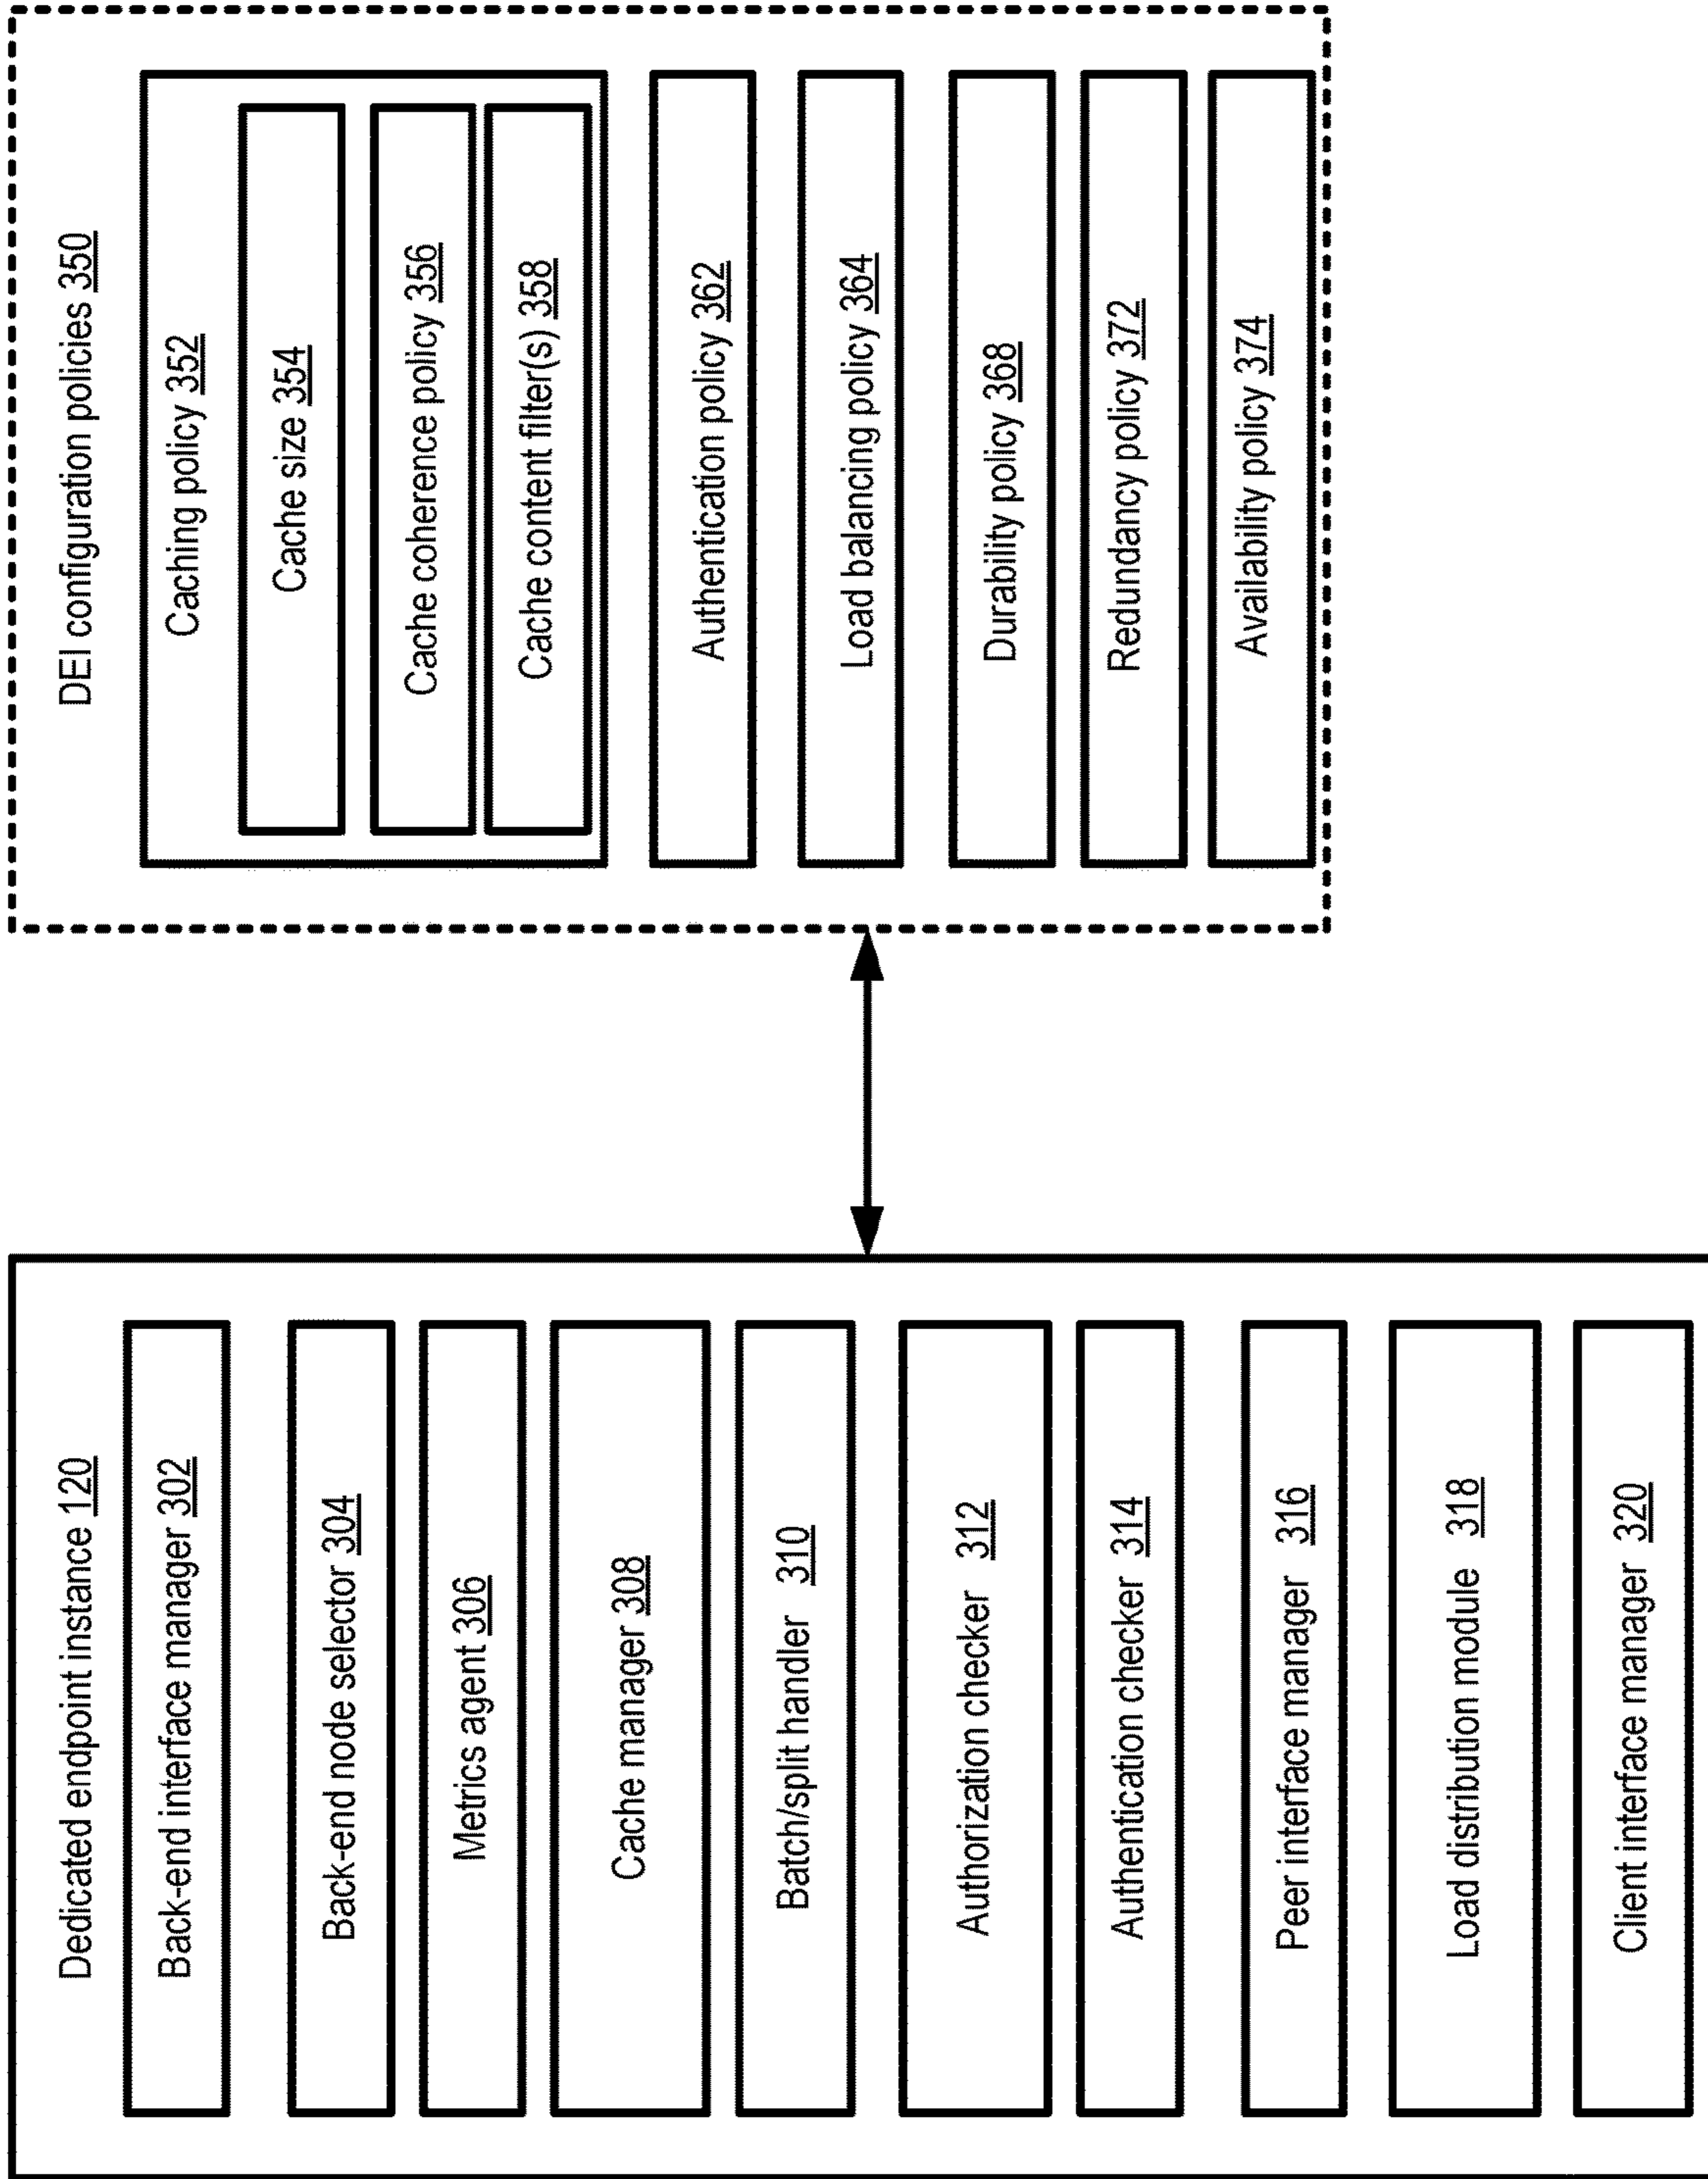 Dedicated endpoint instance 120
Back-end interface manager 302
Back-end node selector 304
Metrics agent 306
Cache manager 308
Batch/split handler 310
Authorization checker 312
Authentication checker 314
Peer interface manager 316
Load distribution module 318
Client interface manager 320
DEI configuration policies 350
Caching policy 352
Cache size 354
Cache coherence policy 356
Cache content filter(s) 358
Authentication policy 362
Load balancing policy 364
Durability policy 368
Redundancy policy 372
Availability policy 374